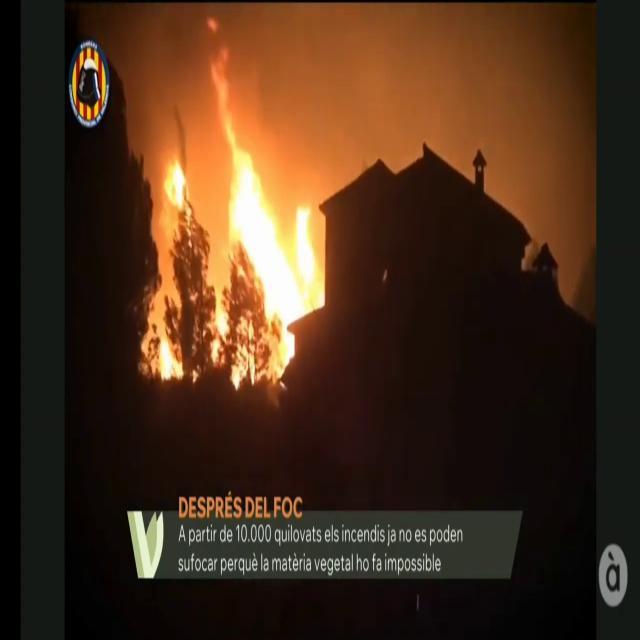 DESPRÉS DEL FOC
A partir de 10.000 quilovats els incendis ja no es poden
sufocar perquè la matèria vegetal ho fa impossible
à